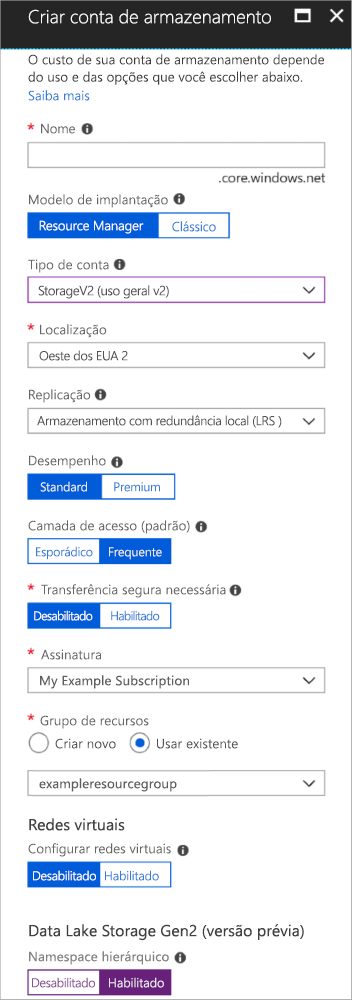 Criar conta de armazenamento
O custo de sua conta de armazenamento depende
do uso e das opções que você escolher abaixo.
Saiba mais
* Nome
.core.windows.net
Modelo de implantação
Resource Manager Clássico
Tipo de conta
StorageV2 (uso geral v2)
* Localização
Oeste dos EUA 2
Replicação
Armazenamento com redundância local (LRS )
Desempenho
Standard Premium
Camada de acesso (padrão)
Esporádico Frequente
* Transferência segura necessária
Desabilitado Habilitado
* Assinatura
My Example Subscription
* Grupo de recursos
Criar novo Usar existente
exampleresourcegroup
Redes virtuais
Configurar redes virtuais
Desabilitado Habilitado
Data Lake Storage Gen2 (versão prévia)
Namespace hierárquico
Desabilitado Habilitado